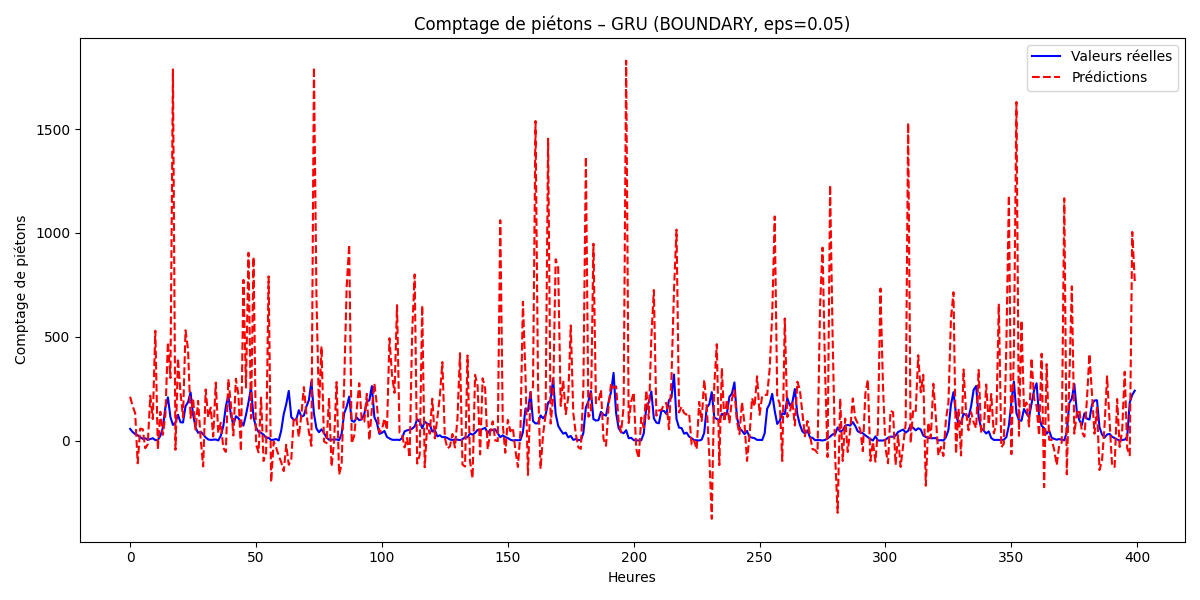 Comptage de piétons – GRU (BOUNDARY, eps=0.05)
Valeurs réelles
Prédictions
Comptage de piétons
1500
1000
500
0
0 50 100 150 200 250 300 350 400
Heures